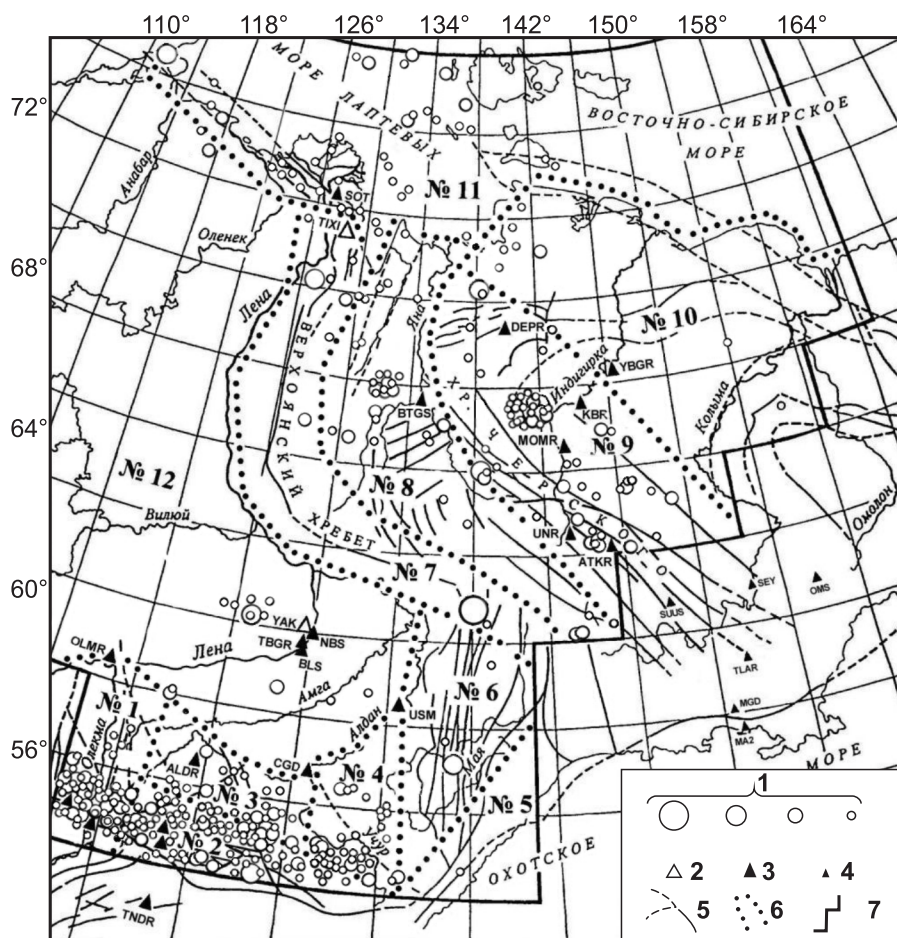 110° 118° 126° 134° 142° 150° 158° 164°
72°
68°
64°
60°
56°
МОРЕ
ЛАПТЕВЫХ
ВОСТОЧНО-СИБИРСКОЕ
МОРЕ
Анабар
SOT
№ 11
TIXI
Оленек
Лена
Яна
№ 10
DEPR
ВЕРХОЯНСКИЙ
ХРЕБЕТ
Индигирка
YBGR
BTGS
ХР.
ЧЕРСК
KBF
Колыма
MOMR
№ 9
№ 12
№ 8
Вилюй
UNR
ATKR
Омолон
№ 7
SEY
OMS
SUUS
YAK
NBS
TBGR
BLS
OLMR
Лена
TLAR
Амга
№ 6
№ 1
Алдан
USM
MGD
MA2
Олекма
ALDR
CGD
№ 4
Мая
МОРЕ
№ 3
№ 5
№ 2
ОХОТСКОЕ
TNDR
1
2
3
4
5
6
7